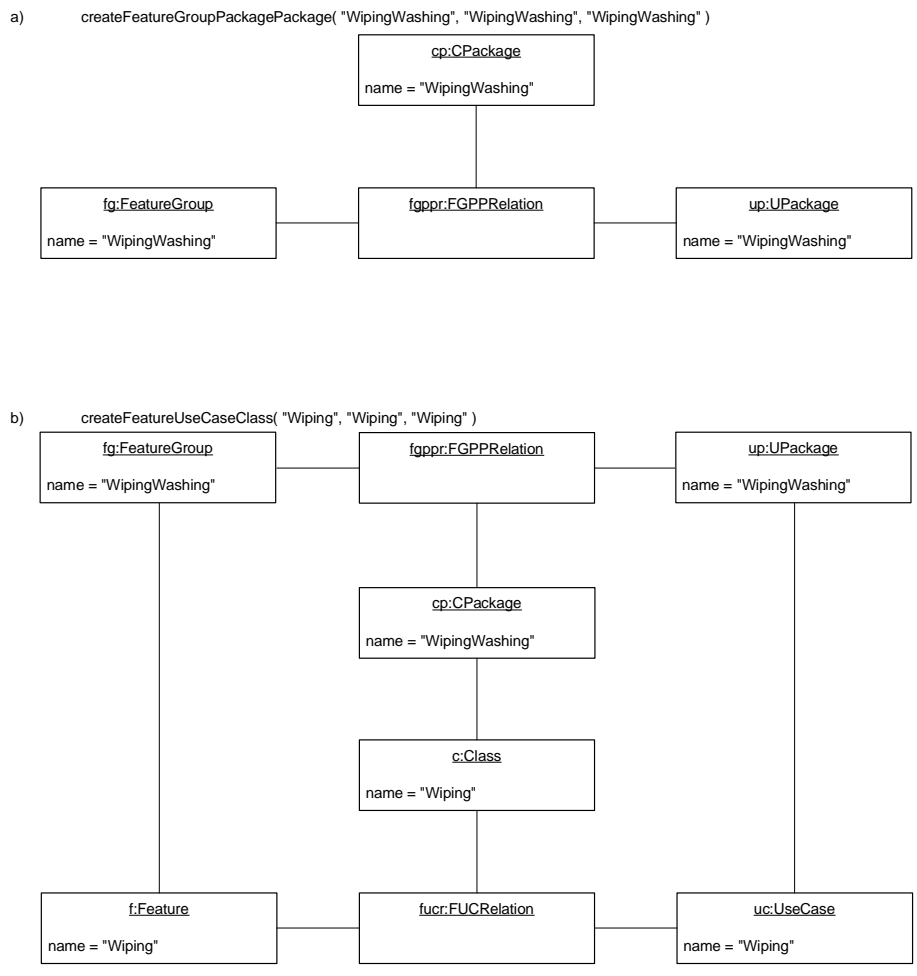 a) createFeatureGroupPackagePackage( "WipingWashing", "WipingWashing", "WipingWashing" )
cp:CPackage
name = "WipingWashing"
fg:FeatureGroup
name = "WipingWashing"
fgppr:FGPPRelation
up:UPackage
name = "WipingWashing"
b) createFeatureUseCaseClass( "Wiping", "Wiping", "Wiping" )
fg:FeatureGroup
name = "WipingWashing"
fgppr:FGPPRelation
up:UPackage
name = "WipingWashing"
cp:CPackage
name = "WipingWashing"
c:Class
name = "Wiping"
f:Feature
name = "Wiping"
fucr:FUCRelation
uc:UseCase
name = "Wiping"